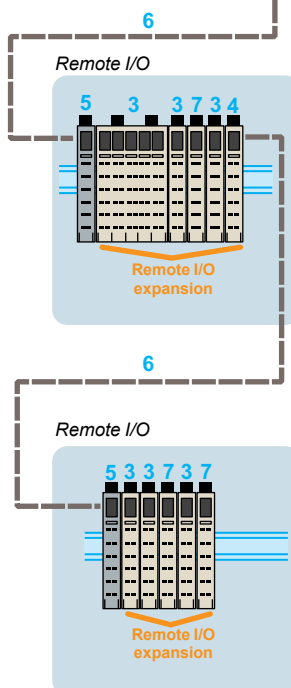 6
Remote I/O
5 3 3 7 3 4
Remote I/O
expansion
6
Remote I/O
5 3 3 7 3 7
Remote I/O
expansion